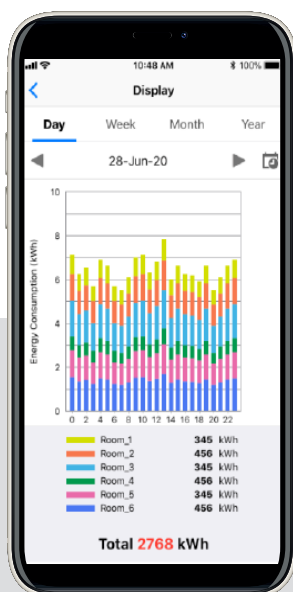 10:48 AM 100%
Display
Day Week Month Year
28-Jun-20
Energy Consumption (kWh)
10
8
6
4
2
0
0 2 4 6 8 10 12 14 16 18 20 22
Room_1 345 kWh
Room_2 456 kWh
Room_3 345 kWh
Room_4 456 kWh
Room_5 345 kWh
Room_6 456 kWh
Total 2768 kWh